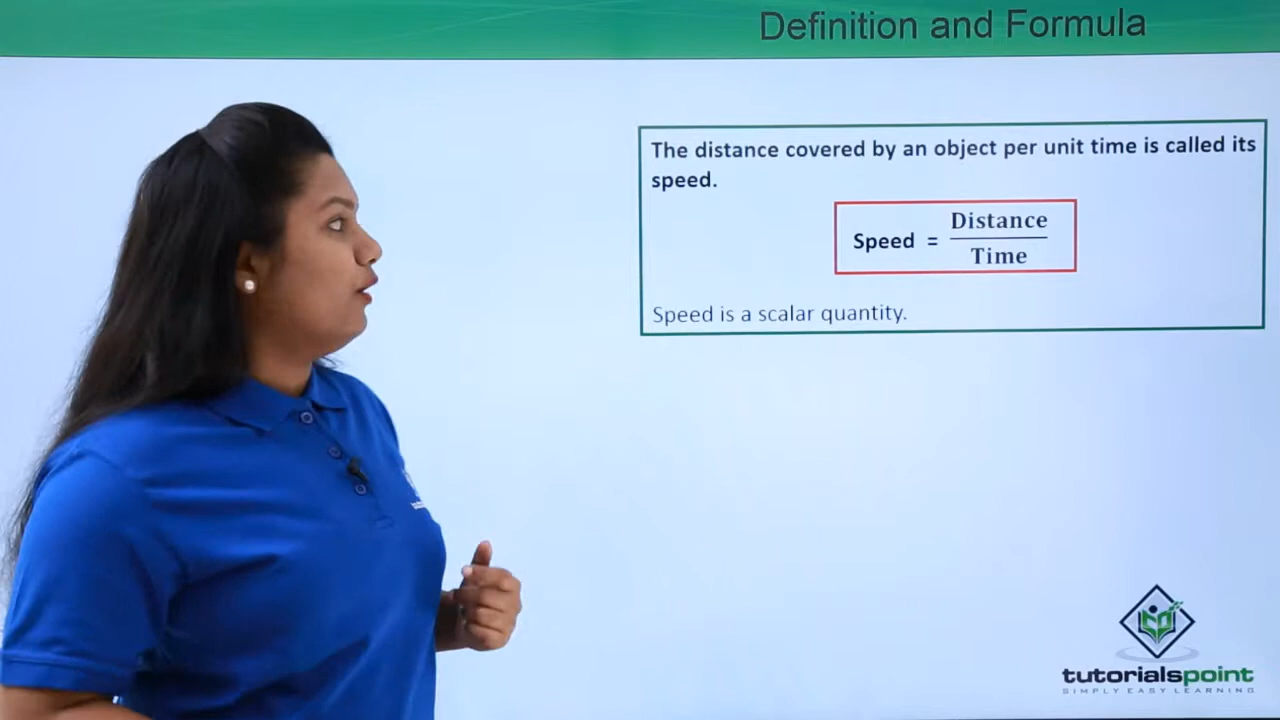 Definition and Formula
The distance covered by an object per unit time is called its
speed.
Speed = Distance
Time
Speed is a scalar quantity.
tutorialspoint
SIMPLY EASY LEARNING